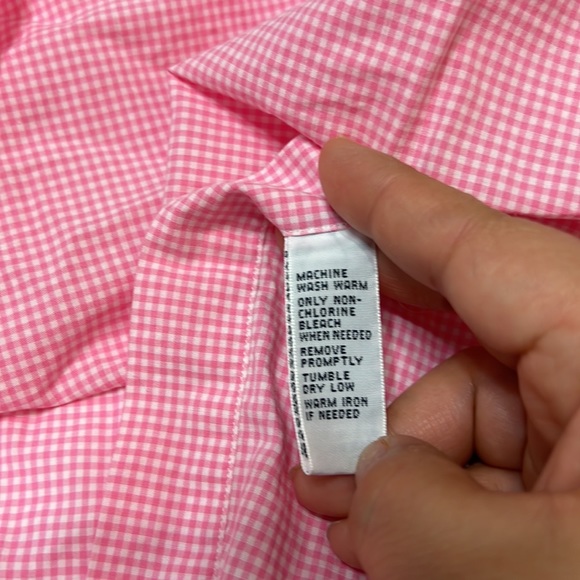 MACHINE
WASH WARM
ONLY NON-
CHLORINE
BLEACH
WHEN NEEDED
REMOVE
PROMPTLY
TUMBLE
DRY LOW
WARM IRON
IF NEEDED